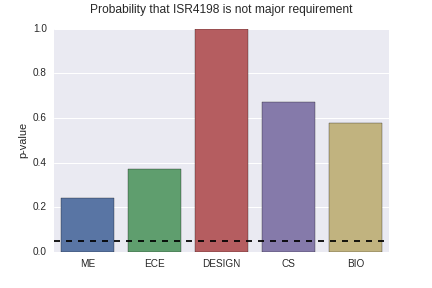 Probability that ISR4198 is not major requirement
1.0
0.8
0.6
0.4
0.2
0.0
p-value
ME ECE DESIGN CS BIO